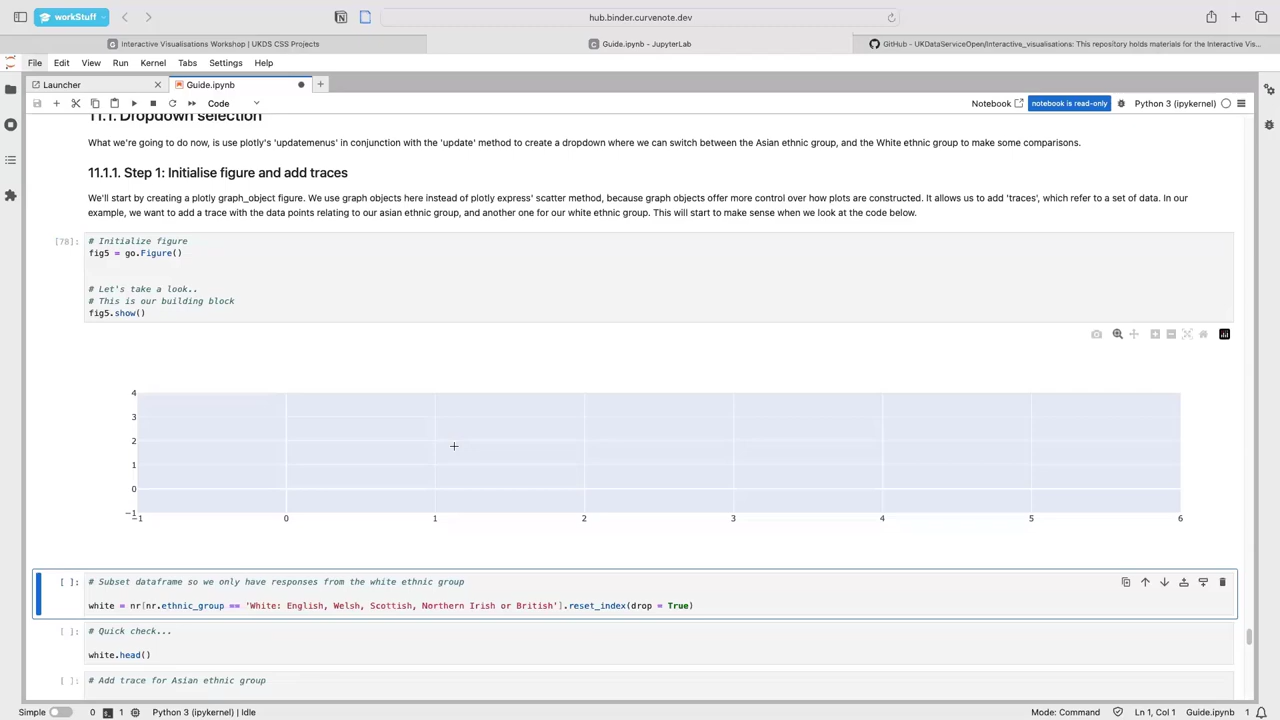 workStuff
hub.binder.curvenote.dev
Interactive Visualisations Workshop | UKDS CSS Projects
Guide.ipynb - JupyterLab
GitHub - UKDataServiceOpen/Interactive_visualisations: This repository holds materials for the Interactive Vis...
File Edit View Run Kernel Tabs Settings Help
Launcher
Guide.ipynb
Code
Notebook
notebook is read-only
Python 3 (ipykernel)
11.1. Dropdown selection
What we're going to do now, is use plotly's 'updatemenus' in conjunction with the 'update' method to create a dropdown where we can switch between the Asian ethnic group, and the White ethnic group to make some comparisons.
11.1.1. Step 1: Initialise figure and add traces
We'll start by creating a plotly graph_object figure. We use graph objects here instead of plotly express' scatter method, because graph objects offer more control over how plots are constructed. It allows us to add 'traces', which refer to a set of data. In our
example, we want to add a trace with the data points relating to our asian ethnic group, and another one for our white ethnic group. This will start to make sense when we look at the code below.
[78]:
# Initialize figure
fig5 = go.Figure()
# Let's take a look..
# This is our building block
fig5.show()
4
3
2
1
0
−1
−1 0 1 2 3 4 5 6
[ ]:
# Subset dataframe so we only have responses from the white ethnic group
white = nr[nr.ethnic_group == 'White: English, Welsh, Scottish, Northern Irish or British'].reset_index(drop = True)
[ ]:
# Quick check...
white.head()
[ ]:
# Add trace for Asian ethnic group
Simple
0
1
Python 3 (ipykernel) | Idle
Mode: Command
Ln 1, Col 1
Guide.ipynb
1